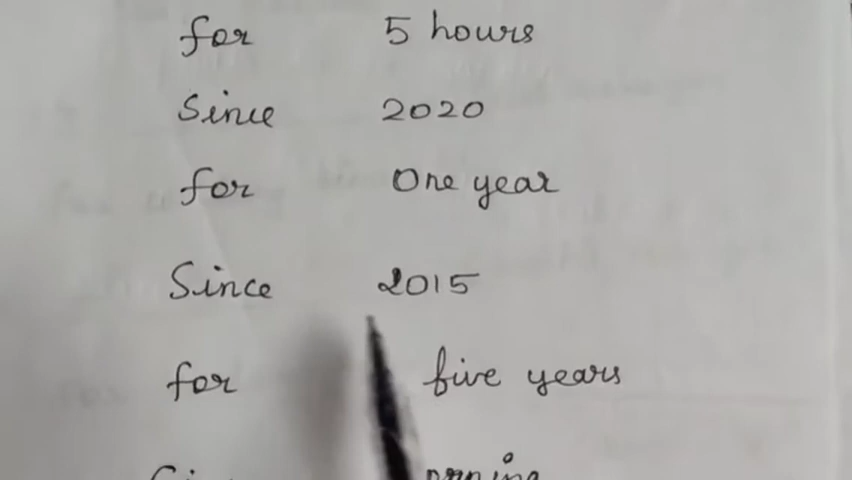 for 5 hours
Since 2020
for One year
Since 2015
for five years